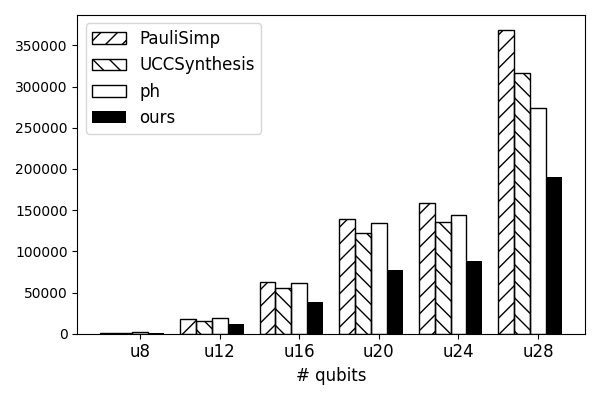 350000
300000
250000
200000
150000
100000
50000
0
PauliSimp
UCCSynthesis
ph
ours
u8 u12 u16 u20 u24 u28
# qubits